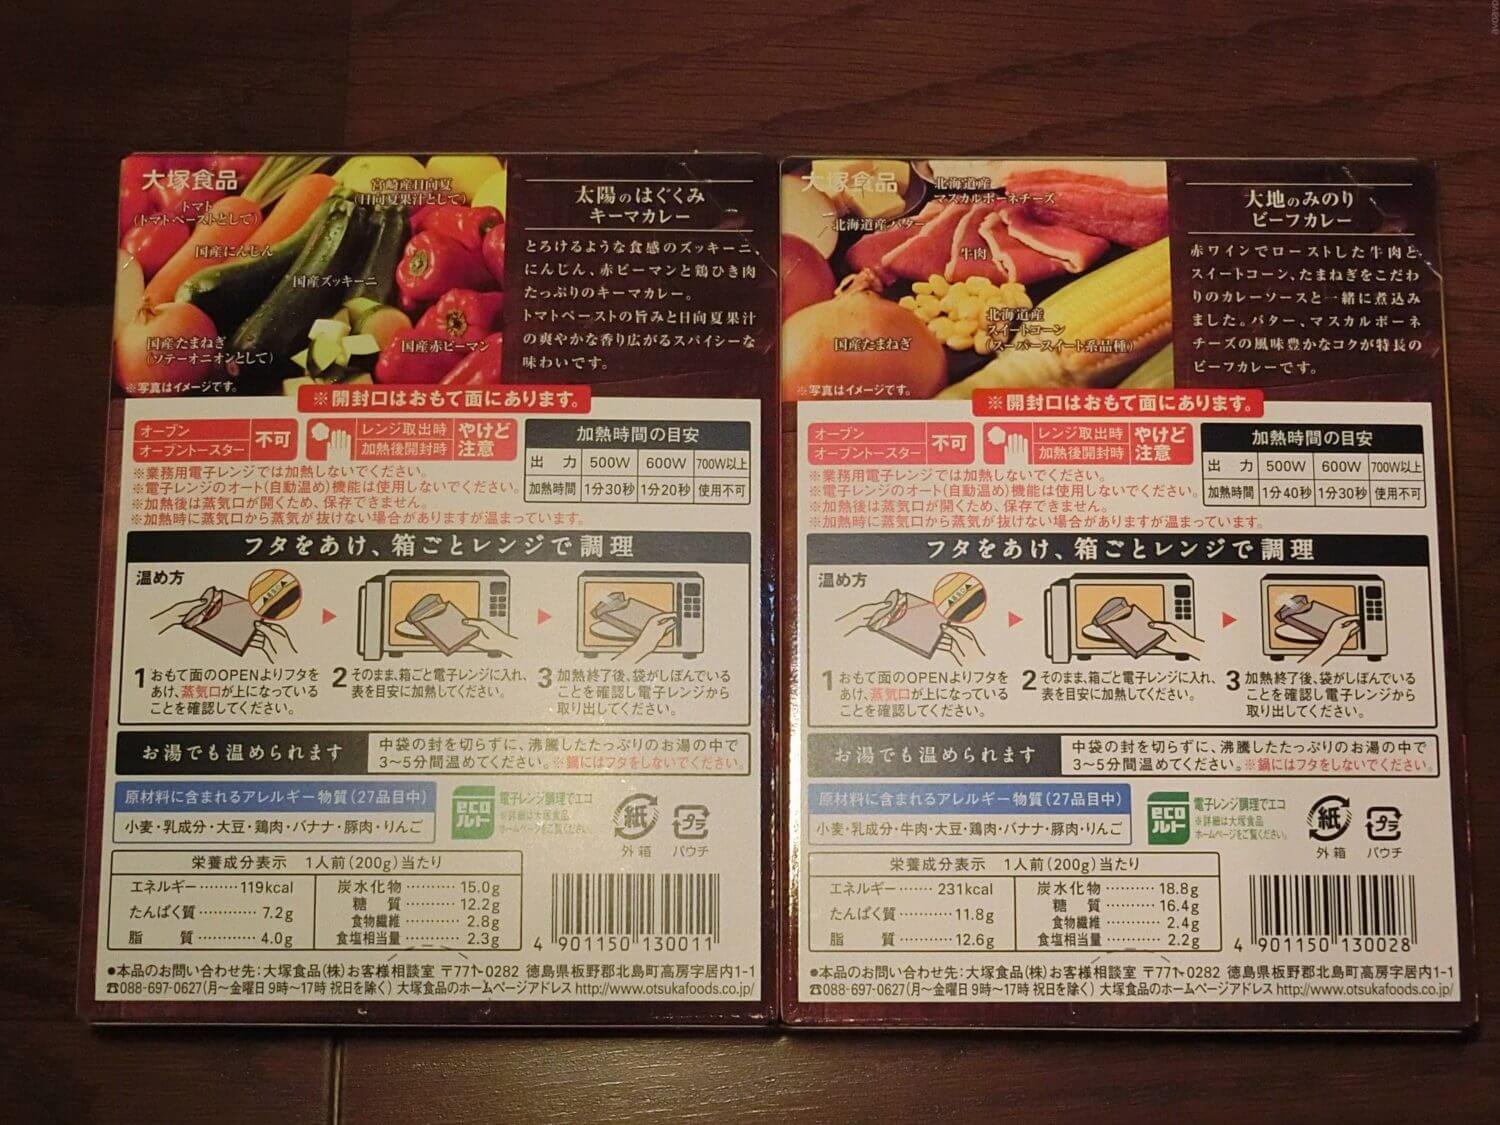 大塚食品
宮崎産日向夏
(日向夏果汁として)
トマト
(トマトペーストとして)
国産にんじん
国産ズッキーニ
国産たまねぎ
(ソテーオニオンとして)
国産赤ピーマン
※写真はイメージです。
太陽のはぐくみ
キーマカレー
とろけるような食感のズッキーニ、
にんじん、赤ピーマンと鶏ひき肉
たっぷりのキーマカレー。
トマトペーストの旨みと日向夏果汁
の爽やかな香り広がるスパイシーな
味わいです。
※開封口はおもて面にあります。
オーブン
オーブントースター
不可
レンジ取出時
加熱後開封時
やけど
注意
※業務用電子レンジでは加熱しないでください。
※電子レンジのオート(自動温め)機能は使用しないでください。
※加熱後は蒸気口が開くため、保存できません。
※加熱時に蒸気口から蒸気が抜けない場合がありますが温まっています。
加熱時間の目安
出 力 500W 600W 700W以上
加熱時間 1分30秒 1分20秒 使用不可
フタをあけ、箱ごとレンジで調理
温め方
1 おもて面のOPENよりフタを
あけ、蒸気口が上になっている
ことを確認してください。
2 そのまま、箱ごと電子レンジに入れ、
表を目安に加熱してください。
3 加熱終了後、袋がしぼんでいる
ことを確認し電子レンジから
取り出してください。
お湯でも温められます
中袋の封を切らずに、沸騰したたっぷりのお湯の中で
3〜5分間温めてください。※鍋にはフタをしないでください。
原材料に含まれるアレルギー物質(27品目中)
小麦・乳成分・大豆・鶏肉・バナナ・豚肉・りんご
eco
ルト
電子レンジ調理でエコ
※詳細は大塚食品
ホームページをご覧ください。
紙
外箱
プラ
パウチ
栄養成分表示 1人前(200g)当たり
エネルギー……119kcal
たんぱく質………7.2g
脂 質………4.0g
炭水化物………15.0g
糖 質………12.2g
食物繊維………2.8g
食塩相当量………2.3g
4 901150 130011
●本品のお問い合わせ先:大塚食品(株)お客様相談室 〒771-0282 徳島県板野郡北島町高房字居内1-1
☎088-697-0627(月〜金曜日 9時〜17時 祝日を除く) 大塚食品のホームページアドレス http://www.otsukafoods.co.jp/
大塚食品
北海道産
マスカルポーネチーズ
北海道産バター
牛肉
北海道産
スイートコーン
(スーパースイート系品種)
国産たまねぎ
※写真はイメージです。
大地のみのり
ビーフカレー
赤ワインでローストした牛肉と
スイートコーン、たまねぎをこだわ
りのカレーソースと一緒に煮込み
ました。バター、マスカルポーネ
チーズの風味豊かなコクが特長の
ビーフカレーです。
※開封口はおもて面にあります。
オーブン
オーブントースター
不可
レンジ取出時
加熱後開封時
やけど
注意
※業務用電子レンジでは加熱しないでください。
※電子レンジのオート(自動温め)機能は使用しないでください。
※加熱後は蒸気口が開くため、保存できません。
※加熱時に蒸気口から蒸気が抜けない場合がありますが温まっています。
加熱時間の目安
出 力 500W 600W 700W以上
加熱時間 1分40秒 1分30秒 使用不可
フタをあけ、箱ごとレンジで調理
温め方
1 おもて面のOPENよりフタを
あけ、蒸気口が上になっている
ことを確認してください。
2 そのまま、箱ごと電子レンジに入れ、
表を目安に加熱してください。
3 加熱終了後、袋がしぼんでいる
ことを確認し電子レンジから
取り出してください。
お湯でも温められます
中袋の封を切らずに、沸騰したたっぷりのお湯の中で
3〜5分間温めてください。※鍋にはフタをしないでください。
原材料に含まれるアレルギー物質(27品目中)
小麦・乳成分・牛肉・大豆・鶏肉・バナナ・豚肉・りんご
eco
ルト
電子レンジ調理でエコ
※詳細は大塚食品
ホームページをご覧ください。
紙
外箱
プラ
パウチ
栄養成分表示 1人前(200g)当たり
エネルギー……231kcal
たんぱく質………11.8g
脂 質………12.6g
炭水化物………18.8g
糖 質………16.4g
食物繊維………2.4g
食塩相当量………2.2g
4 901150 130028
●本品のお問い合わせ先:大塚食品(株)お客様相談室 〒771-0282 徳島県板野郡北島町高房字居内1-1
☎088-697-0627(月〜金曜日 9時〜17時 祝日を除く) 大塚食品のホームページアドレス http://www.otsukafoods.co.jp/